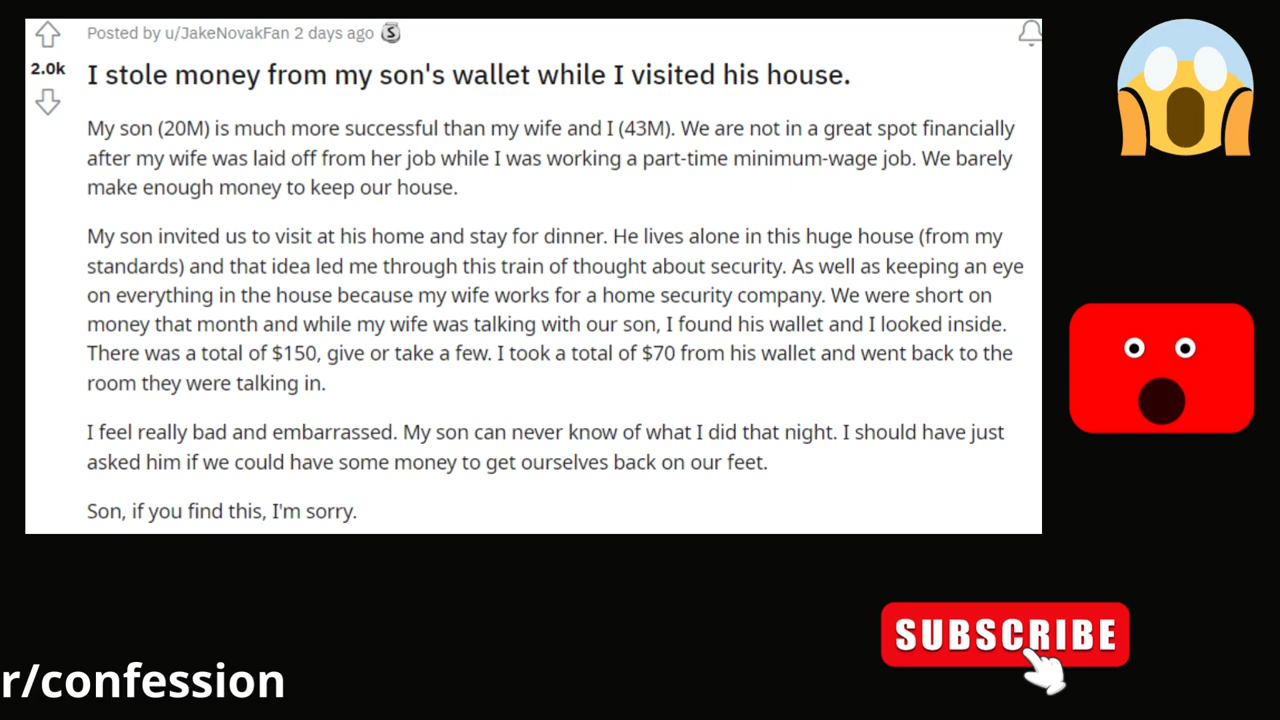 Posted by u/JakeNovakFan 2 days ago
2.0k
I stole money from my son's wallet while I visited his house.
My son (20M) is much more successful than my wife and I (43M). We are not in a great spot financially
after my wife was laid off from her job while I was working a part-time minimum-wage job. We barely
make enough money to keep our house.
My son invited us to visit at his home and stay for dinner. He lives alone in this huge house (from my
standards) and that idea led me through this train of thought about security. As well as keeping an eye
on everything in the house because my wife works for a home security company. We were short on
money that month and while my wife was talking with our son, I found his wallet and I looked inside.
There was a total of $150, give or take a few. I took a total of $70 from his wallet and went back to the
room they were talking in.
I feel really bad and embarrassed. My son can never know of what I did that night. I should have just
asked him if we could have some money to get ourselves back on our feet.
Son, if you find this, I'm sorry.
SUBSCRIBE
r/confession